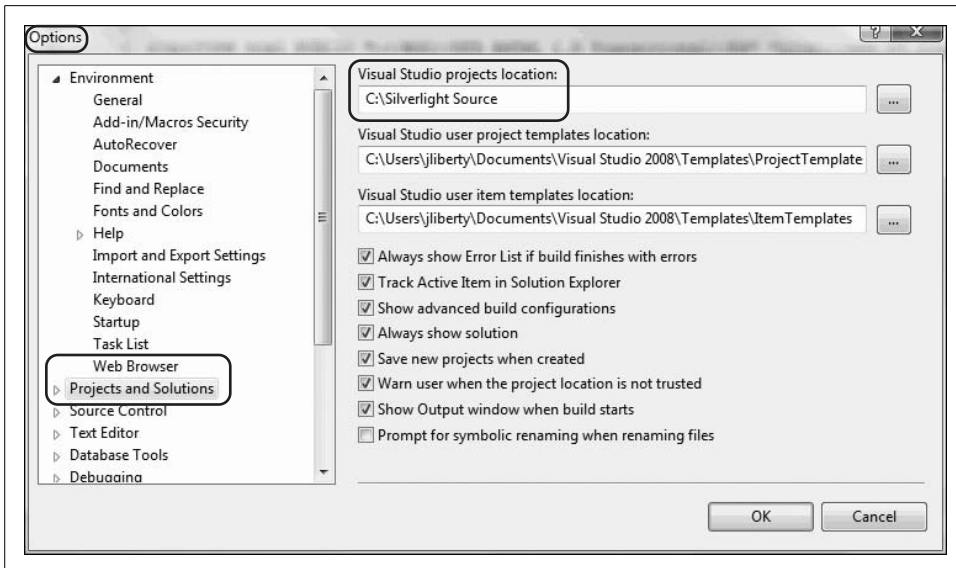 Options
Environment
General
Add-in/Macros Security
AutoRecover
Documents
Find and Replace
Fonts and Colors
Help
Import and Export Settings
International Settings
Keyboard
Startup
Task List
Web Browser
Projects and Solutions
Source Control
Text Editor
Database Tools
Debugging
Visual Studio projects location:
C:\Silverlight Source
...
Visual Studio user project templates location:
C:\Users\jliberty\Documents\Visual Studio 2008\Templates\ProjectTemplate
...
Visual Studio user item templates location:
C:\Users\jliberty\Documents\Visual Studio 2008\Templates\ItemTemplates
...
Always show Error List if build finishes with errors
Track Active Item in Solution Explorer
Show advanced build configurations
Always show solution
Save new projects when created
Warn user when the project location is not trusted
Show Output window when build starts
Prompt for symbolic renaming when renaming files
OK
Cancel